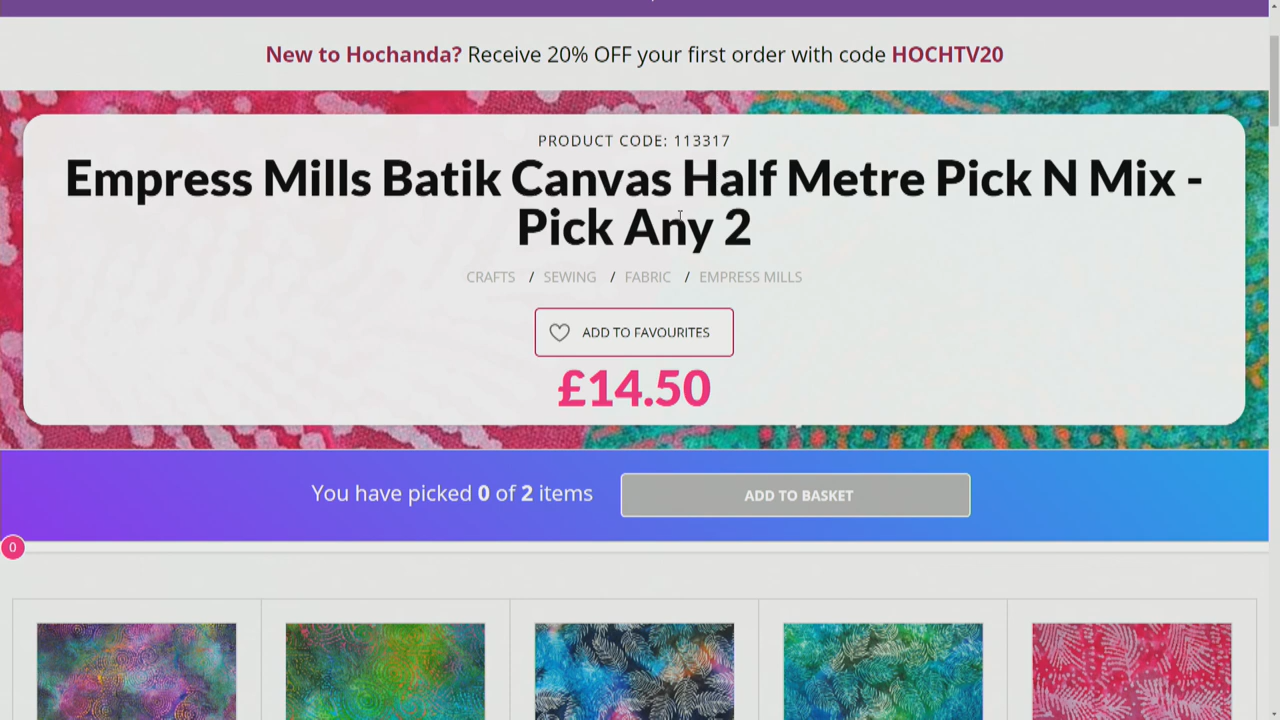 New to Hochanda? Receive 20% OFF your first order with code HOCHTV20
PRODUCT CODE: 113317
Empress Mills Batik Canvas Half Metre Pick N Mix -
Pick Any 2
CRAFTS / SEWING / FABRIC / EMPRESS MILLS
ADD TO FAVOURITES
£14.50
You have picked 0 of 2 items
ADD TO BASKET
0